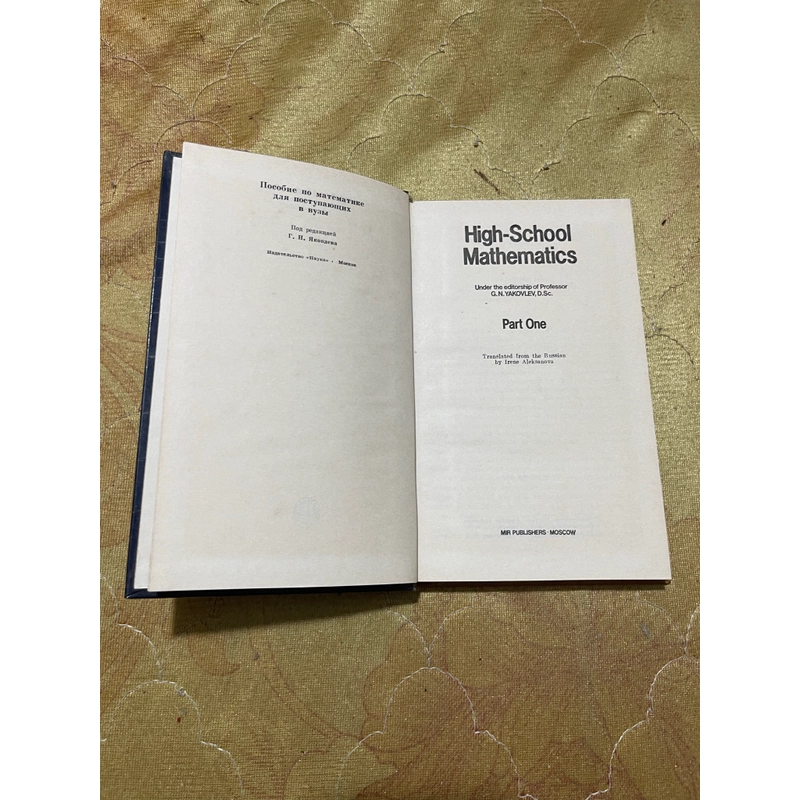 Пособие по математике
для поступающих
в вузы
Под редакцией
Г. Н. Яковлева
Издательство «Наука» · Москва
High-School
Mathematics
Under the editorship of Professor
G. N. YAKOVLEV, D.Sc.
Part One
Translated from the Russian
by Irene Aleksanova
MIR PUBLISHERS · MOSCOW